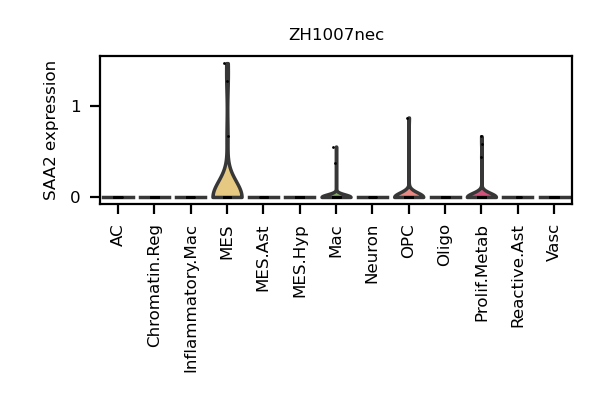 ZH1007nec
SAA2 expression
1
0
AC
Chromatin.Reg
Inflammatory.Mac
MES
MES.Ast
MES.Hyp
Mac
Neuron
OPC
Oligo
Prolif.Metab
Reactive.Ast
Vasc